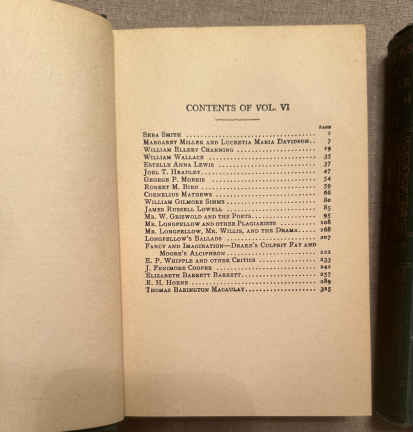 CONTENTS OF VOL. VI
PAGE
SEBA SMITH 1
MARGARET MILLER AND LUCRETIA MARIA DAVIDSON.. 7
WILLIAM ELLERY CHANNING 19
WILLIAM WALLACE 35
ESTELLE ANNA LEWIS 37
JOEL T. HEADLEY 47
GEORGE P. MORRIS 54
ROBERT M. BIRD 59
CORNELIUS MATHEWS 66
WILLIAM GILMORE SIMMS 80
JAMES RUSSELL LOWELL 85
MR. W. GRISWOLD AND THE POETS 95
MR. LONGFELLOW AND OTHER PLAGIARISTS 108
MR. LONGFELLOW, MR. WILLIS, AND THE DRAMA 168
LONGFELLOW'S BALLADS 207
FANCY AND IMAGINATION—DRAKE'S CULPRIT FAY AND
MOORE'S ALCIPHRON 222
E. P. WHIPPLE AND OTHER CRITICS 233
J. FENIMORE COOPER 242
ELIZABETH BARRETT BARRETT 257
R. H. HORNE 289
THOMAS BABINGTON MACAULAY 325